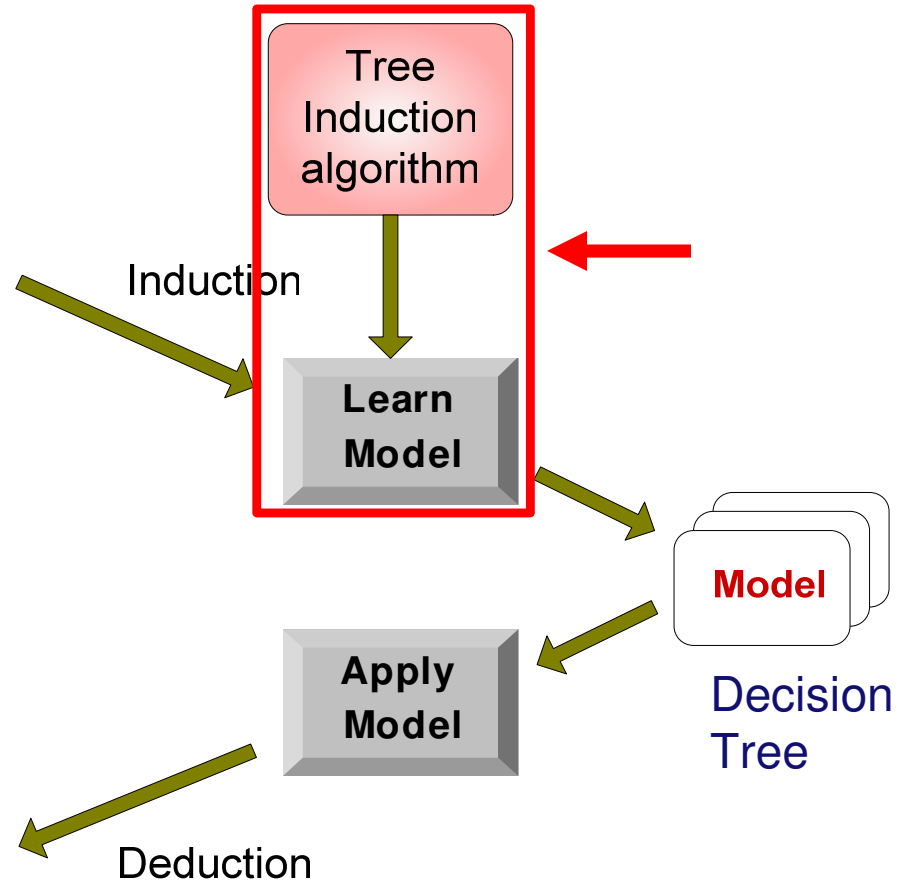 Tree
Induction
algorithm
Induction
Learn
Model
Model
Apply
Model
Decision
Tree
Deduction